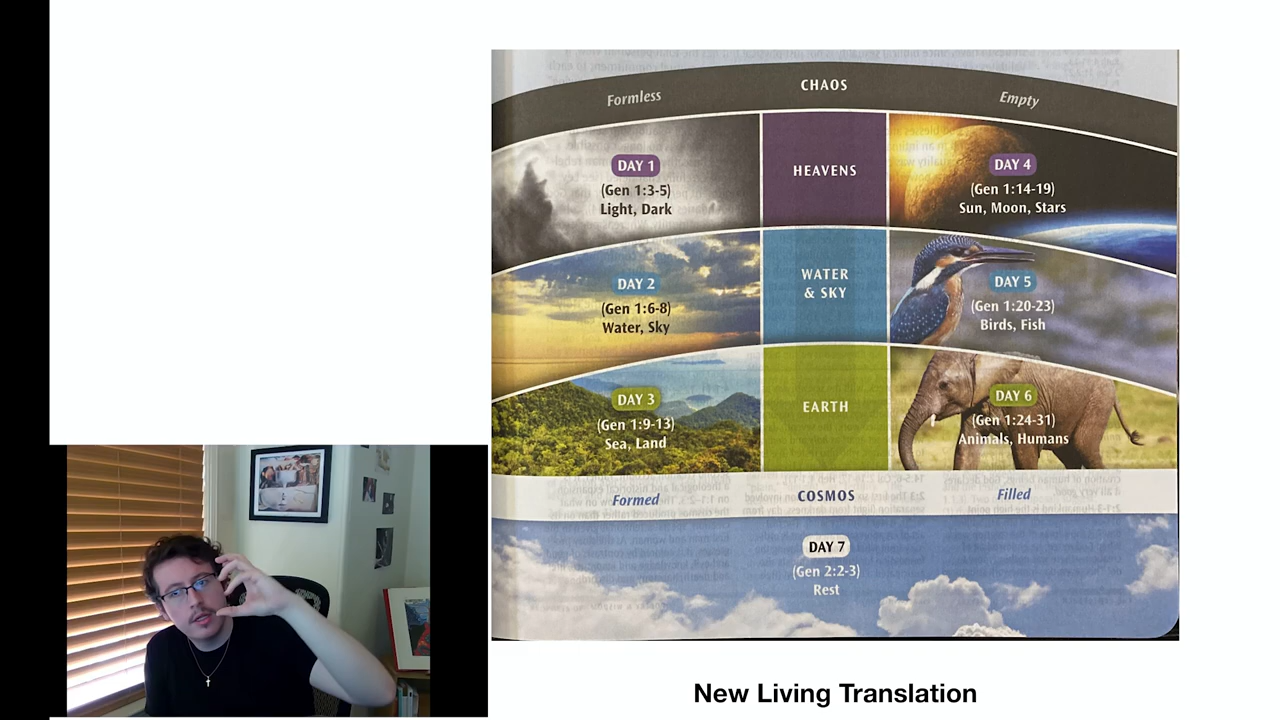 CHAOS
Formless
Empty
DAY 1
(Gen 1:3-5)
Light, Dark
HEAVENS
DAY 4
(Gen 1:14-19)
Sun, Moon, Stars
DAY 2
(Gen 1:6-8)
Water, Sky
WATER
& SKY
DAY 5
(Gen 1:20-23)
Birds, Fish
DAY 3
(Gen 1:9-13)
Sea, Land
EARTH
DAY 6
(Gen 1:24-31)
Animals, Humans
Formed
COSMOS
Filled
DAY 7
(Gen 2:2-3)
Rest
New Living Translation